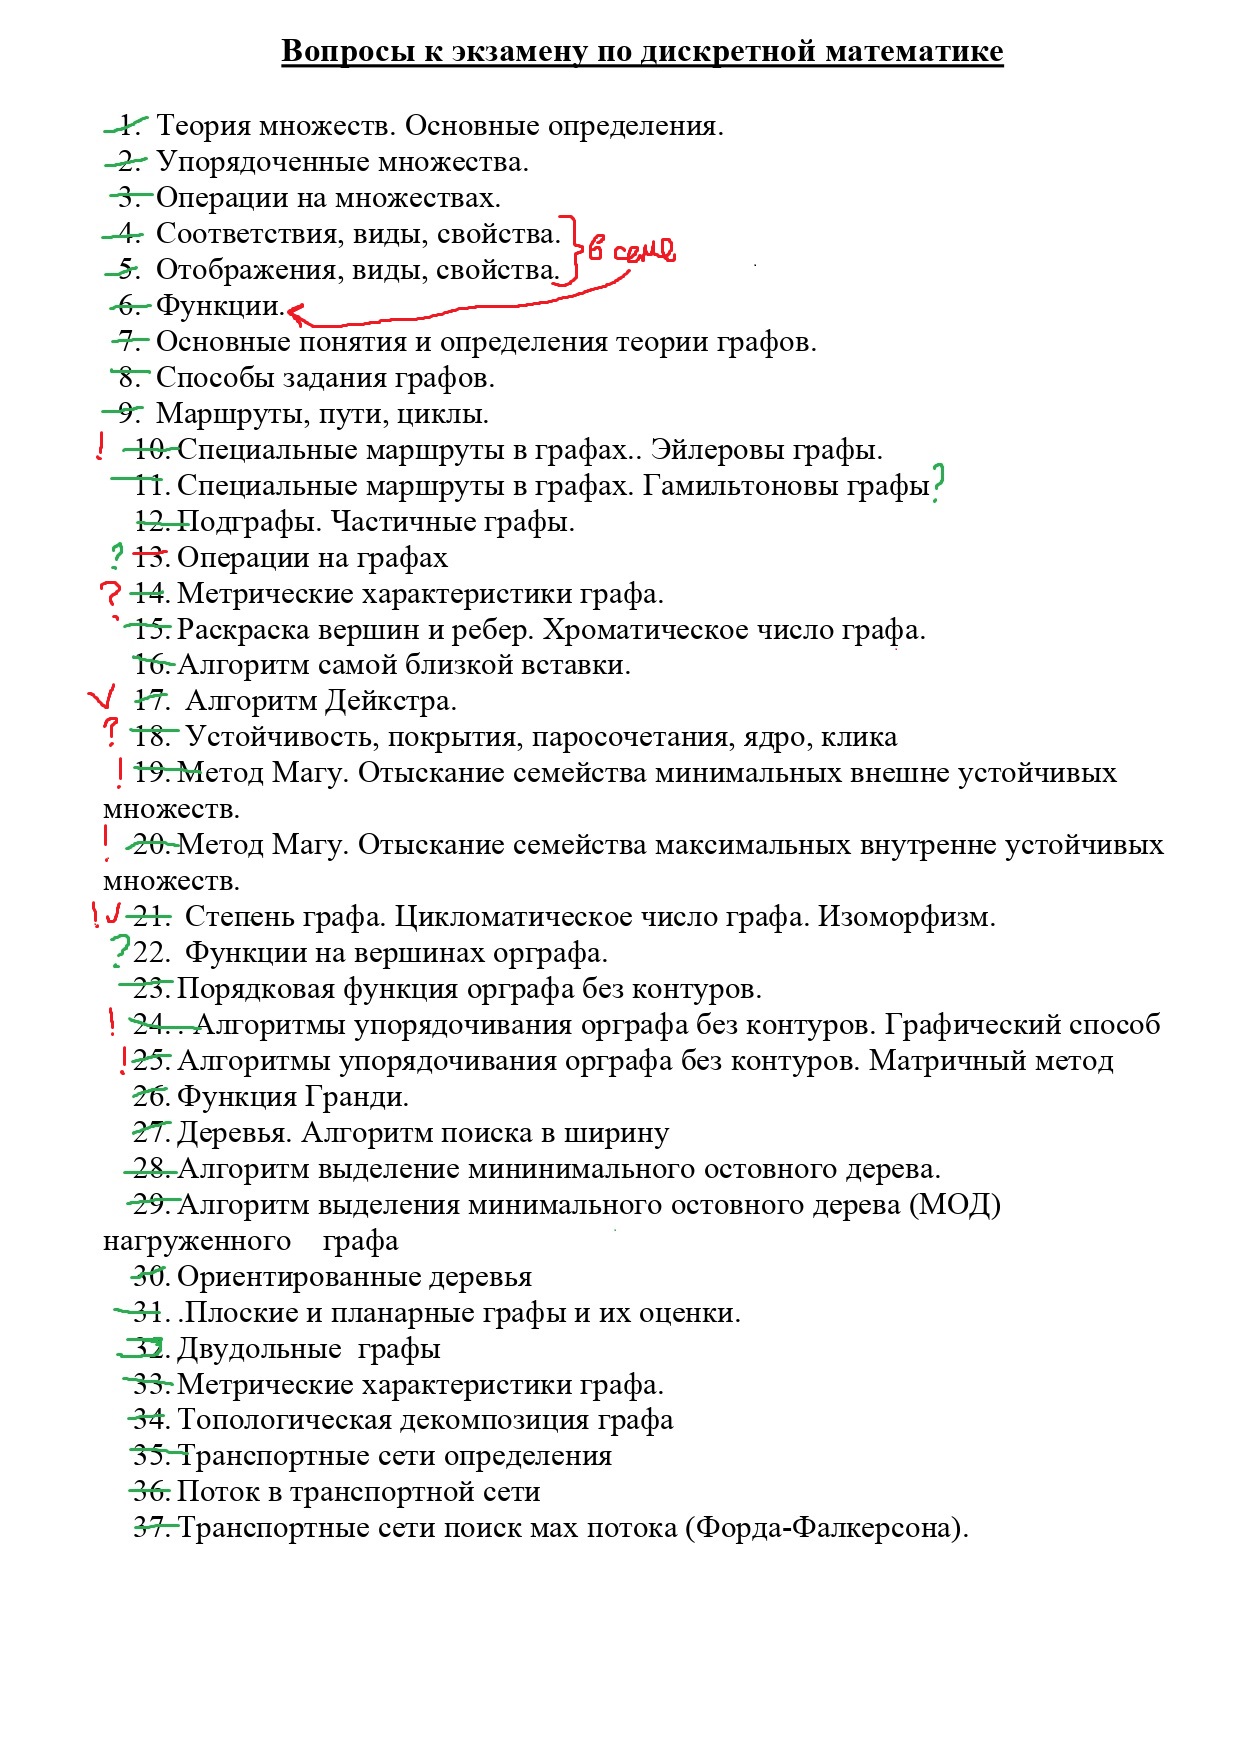 Вопросы к экзамену по дискретной математике
1. Теория множеств. Основные определения.
2. Упорядоченные множества.
3. Операции на множествах.
4. Соответствия, виды, свойства.
в семе
5. Отображения, виды, свойства.
6. Функции.
7. Основные понятия и определения теории графов.
8. Способы задания графов.
9. Маршруты, пути, циклы.
! 10. Специальные маршруты в графах.. Эйлеровы графы.
11. Специальные маршруты в графах. Гамильтоновы графы ?
12. Подграфы. Частичные графы.
? 13. Операции на графах
? 14. Метрические характеристики графа.
15. Раскраска вершин и ребер. Хроматическое число графа.
16. Алгоритм самой близкой вставки.
✓ 17. Алгоритм Дейкстра.
? 18. Устойчивость, покрытия, паросочетания, ядро, клика
! 19. Метод Магу. Отыскание семейства минимальных внешне устойчивых
множеств.
! 20. Метод Магу. Отыскание семейства максимальных внутренне устойчивых
множеств.
! ✓ 21. Степень графа. Цикломатическое число графа. Изоморфизм.
? 22. Функции на вершинах орграфа.
23. Порядковая функция орграфа без контуров.
! 24. . Алгоритмы упорядочивания орграфа без контуров. Графический способ
! 25. Алгоритмы упорядочивания орграфа без контуров. Матричный метод
26. Функция Гранди.
27. Деревья. Алгоритм поиска в ширину
28. Алгоритм выделение мининимального остовного дерева.
29. Алгоритм выделения минимального остовного дерева (МОД)
нагруженного графа
30. Ориентированные деревья
31. .Плоские и планарные графы и их оценки.
32. Двудольные графы
33. Метрические характеристики графа.
34. Топологическая декомпозиция графа
35. Транспортные сети определения
36. Поток в транспортной сети
37. Транспортные сети поиск мах потока (Форда-Фалкерсона).